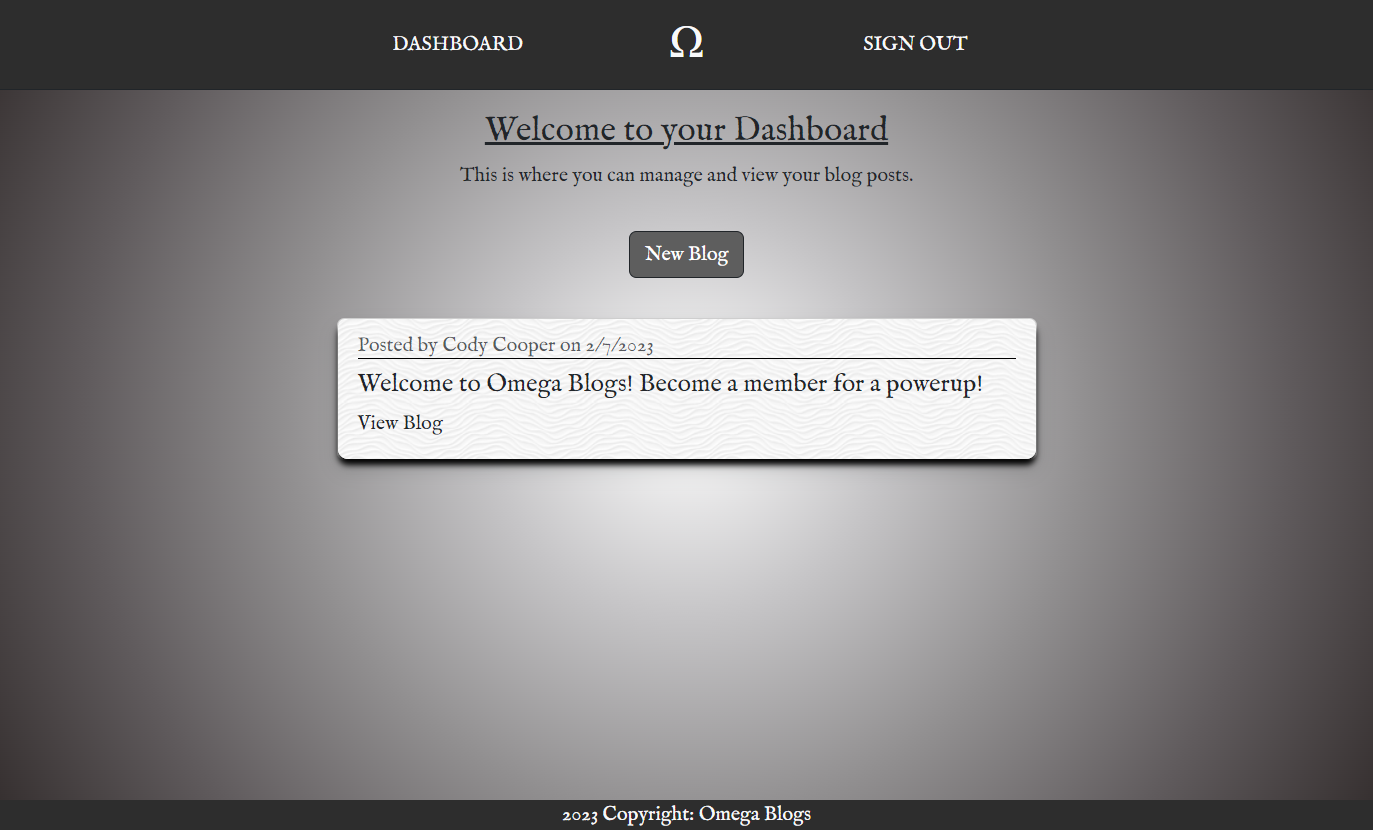 DASHBOARD Ω SIGN OUT
Welcome to your Dashboard
This is where you can manage and view your blog posts.
New Blog
Posted by Cody Cooper on 2/7/2023
Welcome to Omega Blogs! Become a member for a powerup!
View Blog
2023 Copyright: Omega Blogs